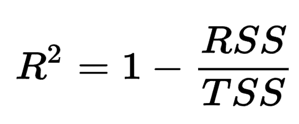 R² = 1 − RSS/TSS